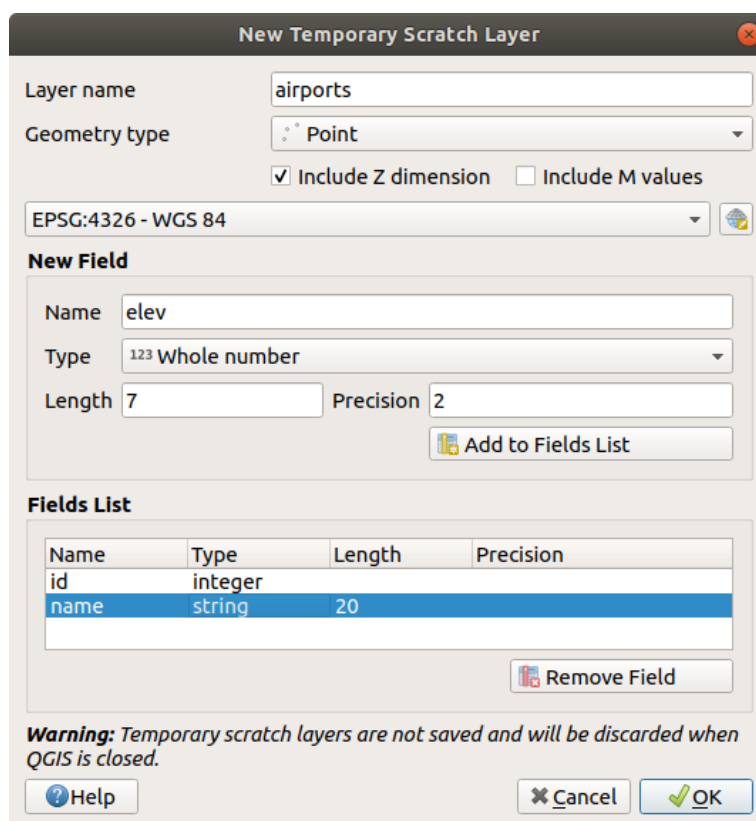 New Temporary Scratch Layer
Layer name airports
Geometry type Point
Include Z dimension Include M values
EPSG:4326 - WGS 84
New Field
Name elev
Type 123 Whole number
Length 7 Precision 2
Add to Fields List
Fields List
Name Type Length Precision
id integer
name string 20
Remove Field
Warning: Temporary scratch layers are not saved and will be discarded when
QGIS is closed.
Help Cancel OK